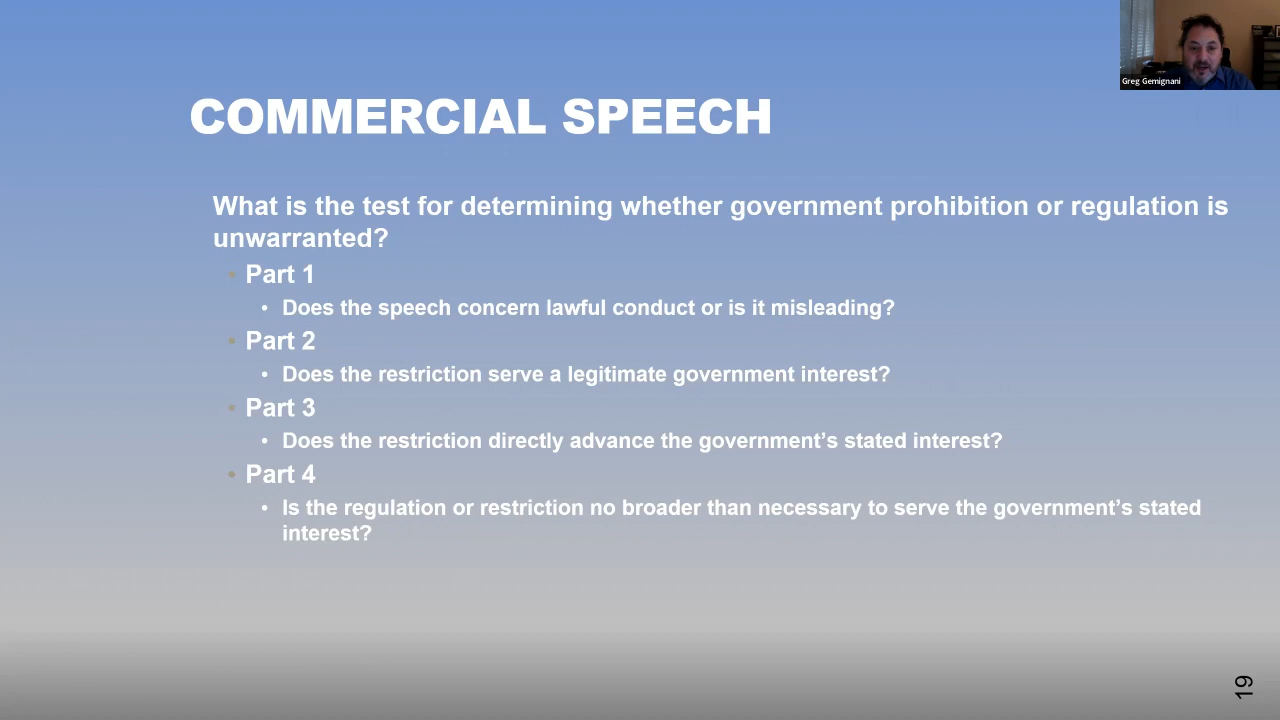 Greg Gemignani
COMMERCIAL SPEECH
What is the test for determining whether government prohibition or regulation is
unwarranted?
• Part 1
• Does the speech concern lawful conduct or is it misleading?
• Part 2
• Does the restriction serve a legitimate government interest?
• Part 3
• Does the restriction directly advance the government’s stated interest?
• Part 4
• Is the regulation or restriction no broader than necessary to serve the government’s stated
interest?
19